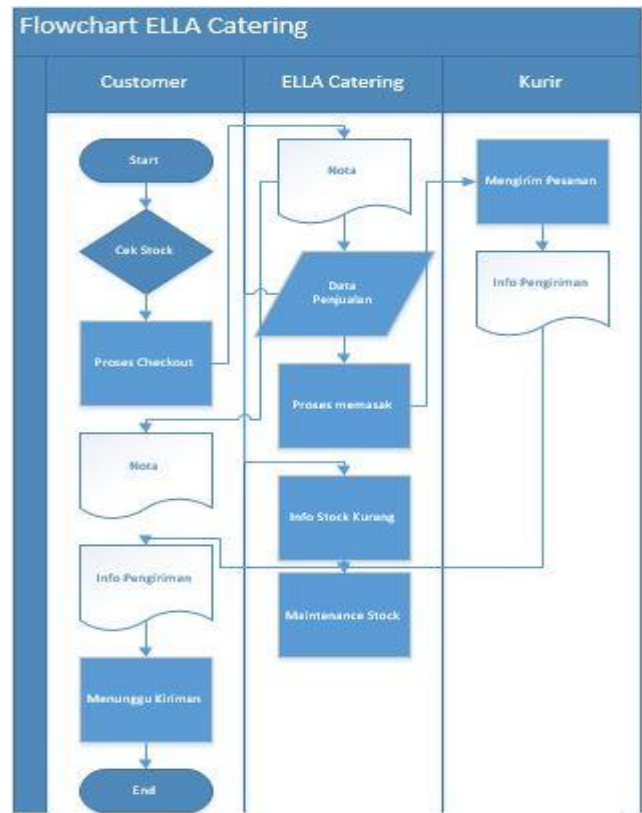 Flowchart ELLA Catering
Customer
ELLA Catering
Kurir
Start
Cek Stock
Proses Checkout
Nota
Info Pengiriman
Menunggu Kiriman
End
Nota
Data
Penjualan
Proses memasak
Info Stock Kurang
Maintenance Stock
Mengirim Pesanan
Info Pengiriman